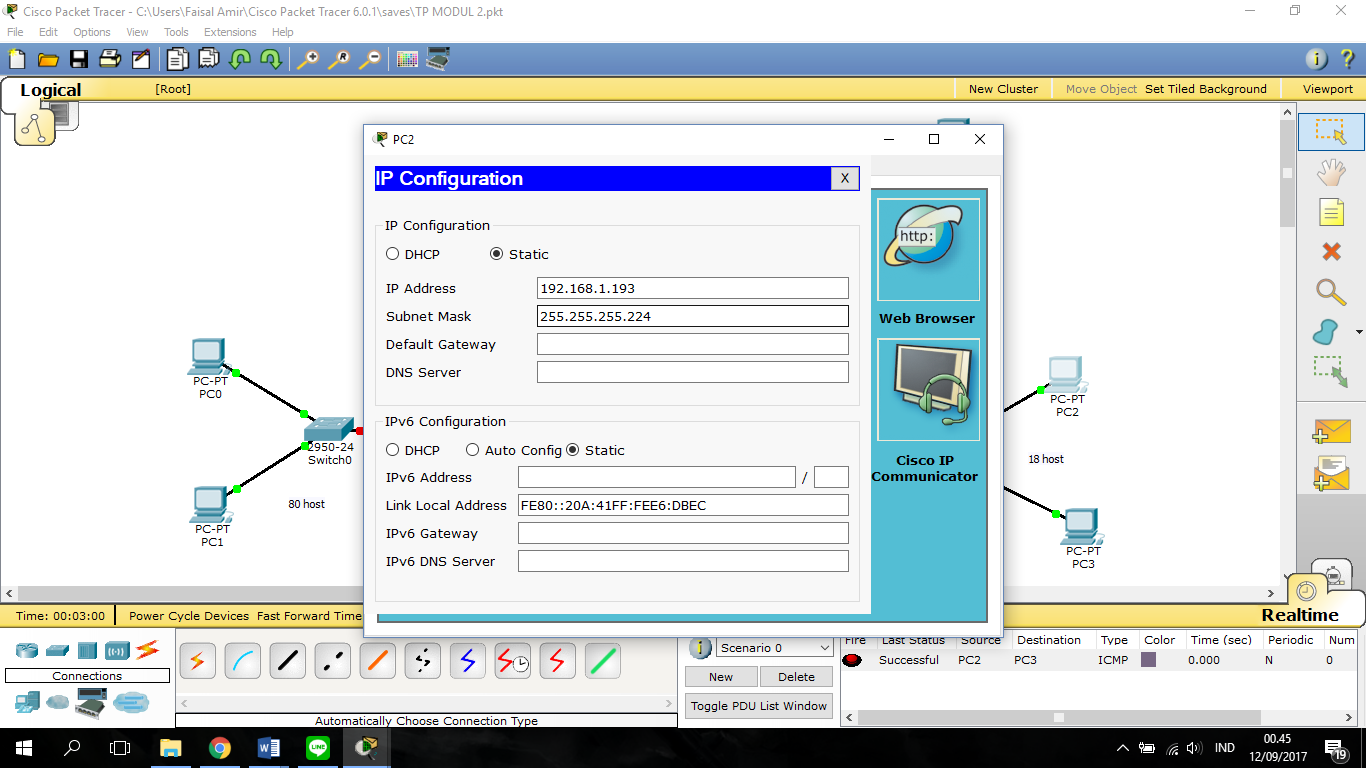 Cisco Packet Tracer - C:\Users\Faisal Amir\Cisco Packet Tracer 6.0.1\saves\TP MODUL 2.pkt
File Edit Options View Tools Extensions Help
Logical
[Root]
New Cluster
Move Object
Set Tiled Background
Viewport
PC2
IP Configuration
X
IP Configuration
DHCP
Static
IP Address
192.168.1.193
Subnet Mask
255.255.255.224
Default Gateway
DNS Server
IPv6 Configuration
DHCP
Auto Config
Static
IPv6 Address
/
Link Local Address
FE80::20A:41FF:FEE6:DBEC
IPv6 Gateway
IPv6 DNS Server
http:
Web Browser
Cisco IP
Communicator
PC-PT
PC0
2950-24
Switch0
PC-PT
PC1
80 host
PC-PT
PC2
18 host
PC-PT
PC3
Time: 00:03:00
Power Cycle Devices
Fast Forward Time
Realtime
Connections
Automatically Choose Connection Type
Scenario 0
New
Delete
Toggle PDU List Window
Fire Last Status Source Destination Type Color Time (sec) Periodic Num
Successful PC2 PC3 ICMP 0.000 N 0
LINE
IND
00.45
12/09/2017
19